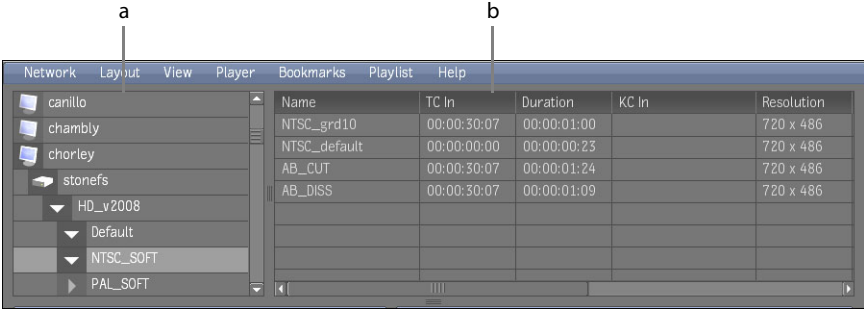 a b
Network Layout View Player Bookmarks Playlist Help
canillo
chambly
chorley
stonefs
HD_v2008
Default
NTSC_SOFT
PAL_SOFT
Name TC In Duration KC In Resolution
NTSC_grd10 00:00:30:07 00:00:01:00 720 x 486
NTSC_default 00:00:00:00 00:00:00:23 720 x 486
AB_CUT 00:00:30:07 00:00:01:24 720 x 486
AB_DISS 00:00:30:07 00:00:01:09 720 x 486